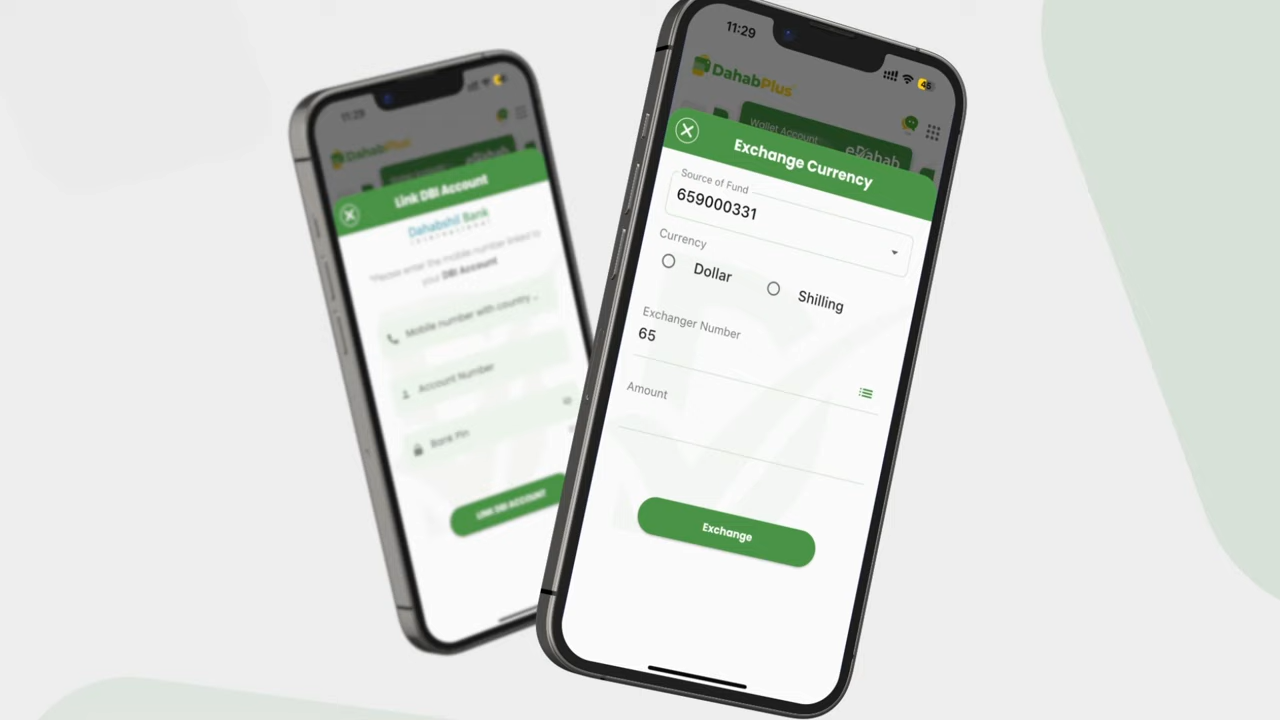 11:29
DahabPlus
Link DBI Account
Dahabshil Bank
International
*Please enter the mobile number linked to
your DBI Account
Mobile number with country ...
Account Number
Bank Pin
LINK DBI ACCOUNT
11:29
45
DahabPlus
Wallet Account
eDahab
Exchange Currency
Source of Fund
659000331
Currency
Dollar
Shilling
Exchanger Number
65
Amount
Exchange